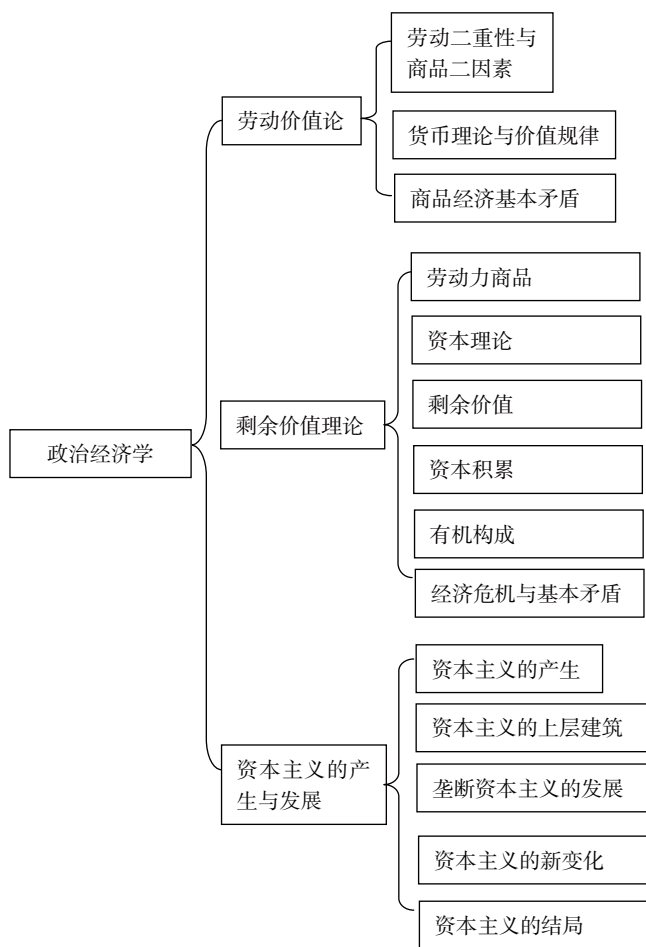 政治经济学
劳动价值论
劳动二重性与
商品二因素
货币理论与价值规律
商品经济基本矛盾
剩余价值理论
劳动力商品
资本理论
剩余价值
资本积累
有机构成
经济危机与基本矛盾
资本主义的产
生与发展
资本主义的产生
资本主义的上层建筑
垄断资本主义的发展
资本主义的新变化
资本主义的结局